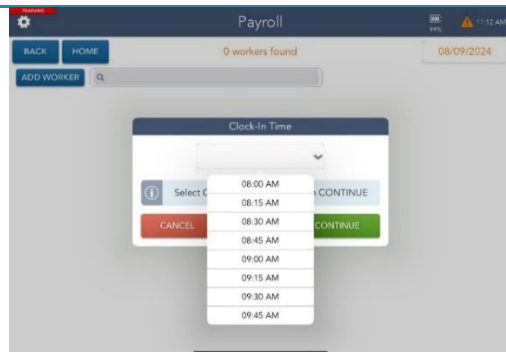 TRAINING
Payroll
99%
11:12 AM
BACK
HOME
0 workers found
08/09/2024
ADD WORKER
Clock-In Time
Select C
CONTINUE
CANCEL
CONTINUE
08:00 AM
08:15 AM
08:30 AM
08:45 AM
09:00 AM
09:15 AM
09:30 AM
09:45 AM